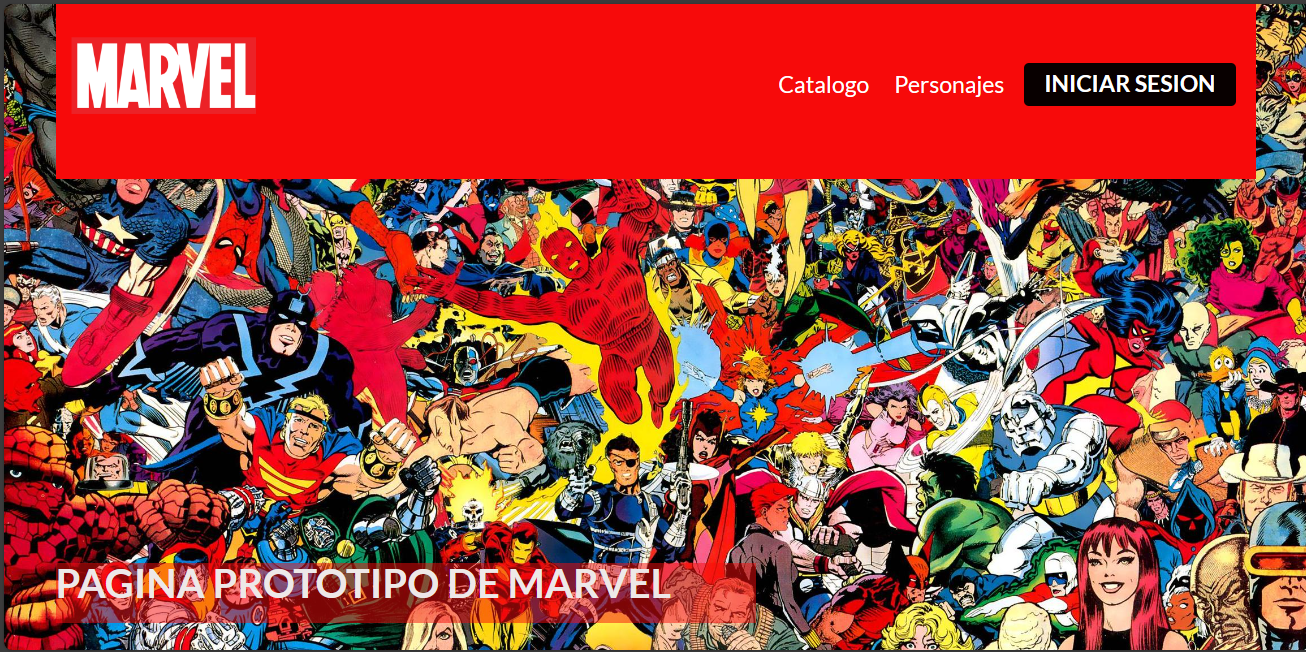 MARVEL
Catalogo Personajes INICIAR SESION
PAGINA PROTOTIPO DE MARVEL